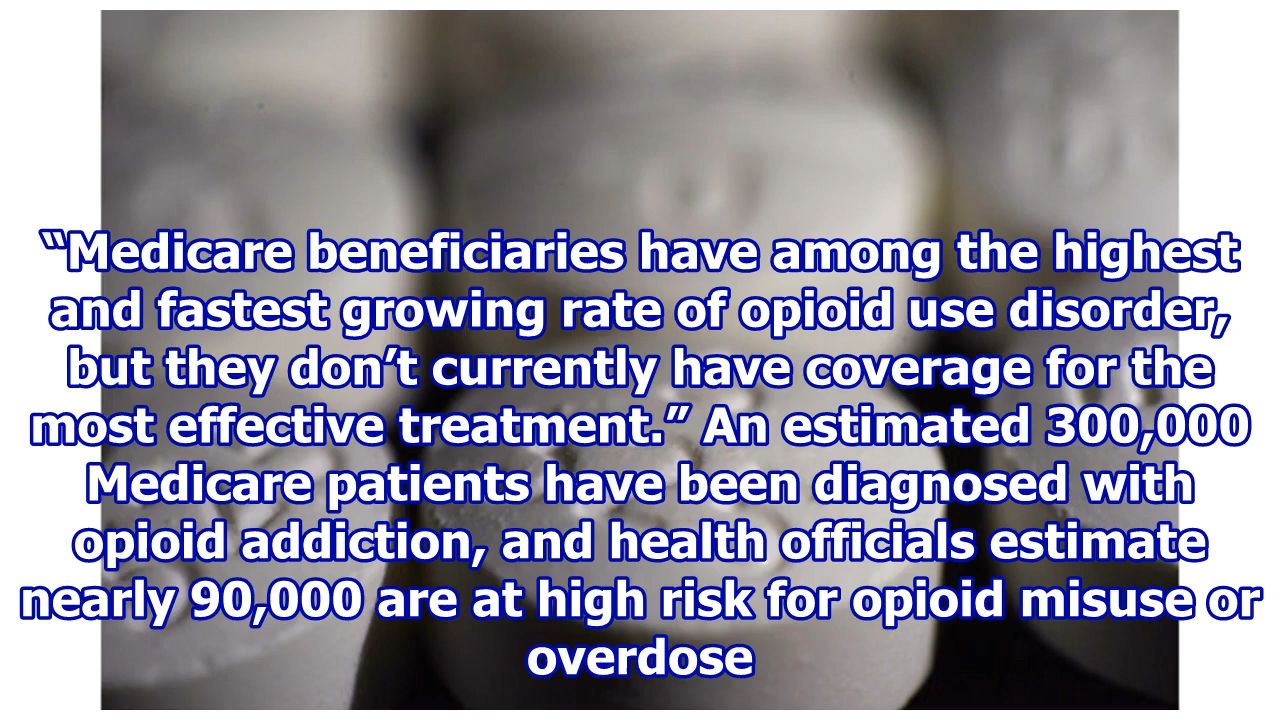 “Medicare beneficiaries have among the highest
and fastest growing rate of opioid use disorder,
but they don’t currently have coverage for the
most effective treatment.” An estimated 300,000
Medicare patients have been diagnosed with
opioid addiction, and health officials estimate
nearly 90,000 are at high risk for opioid misuse or
overdose